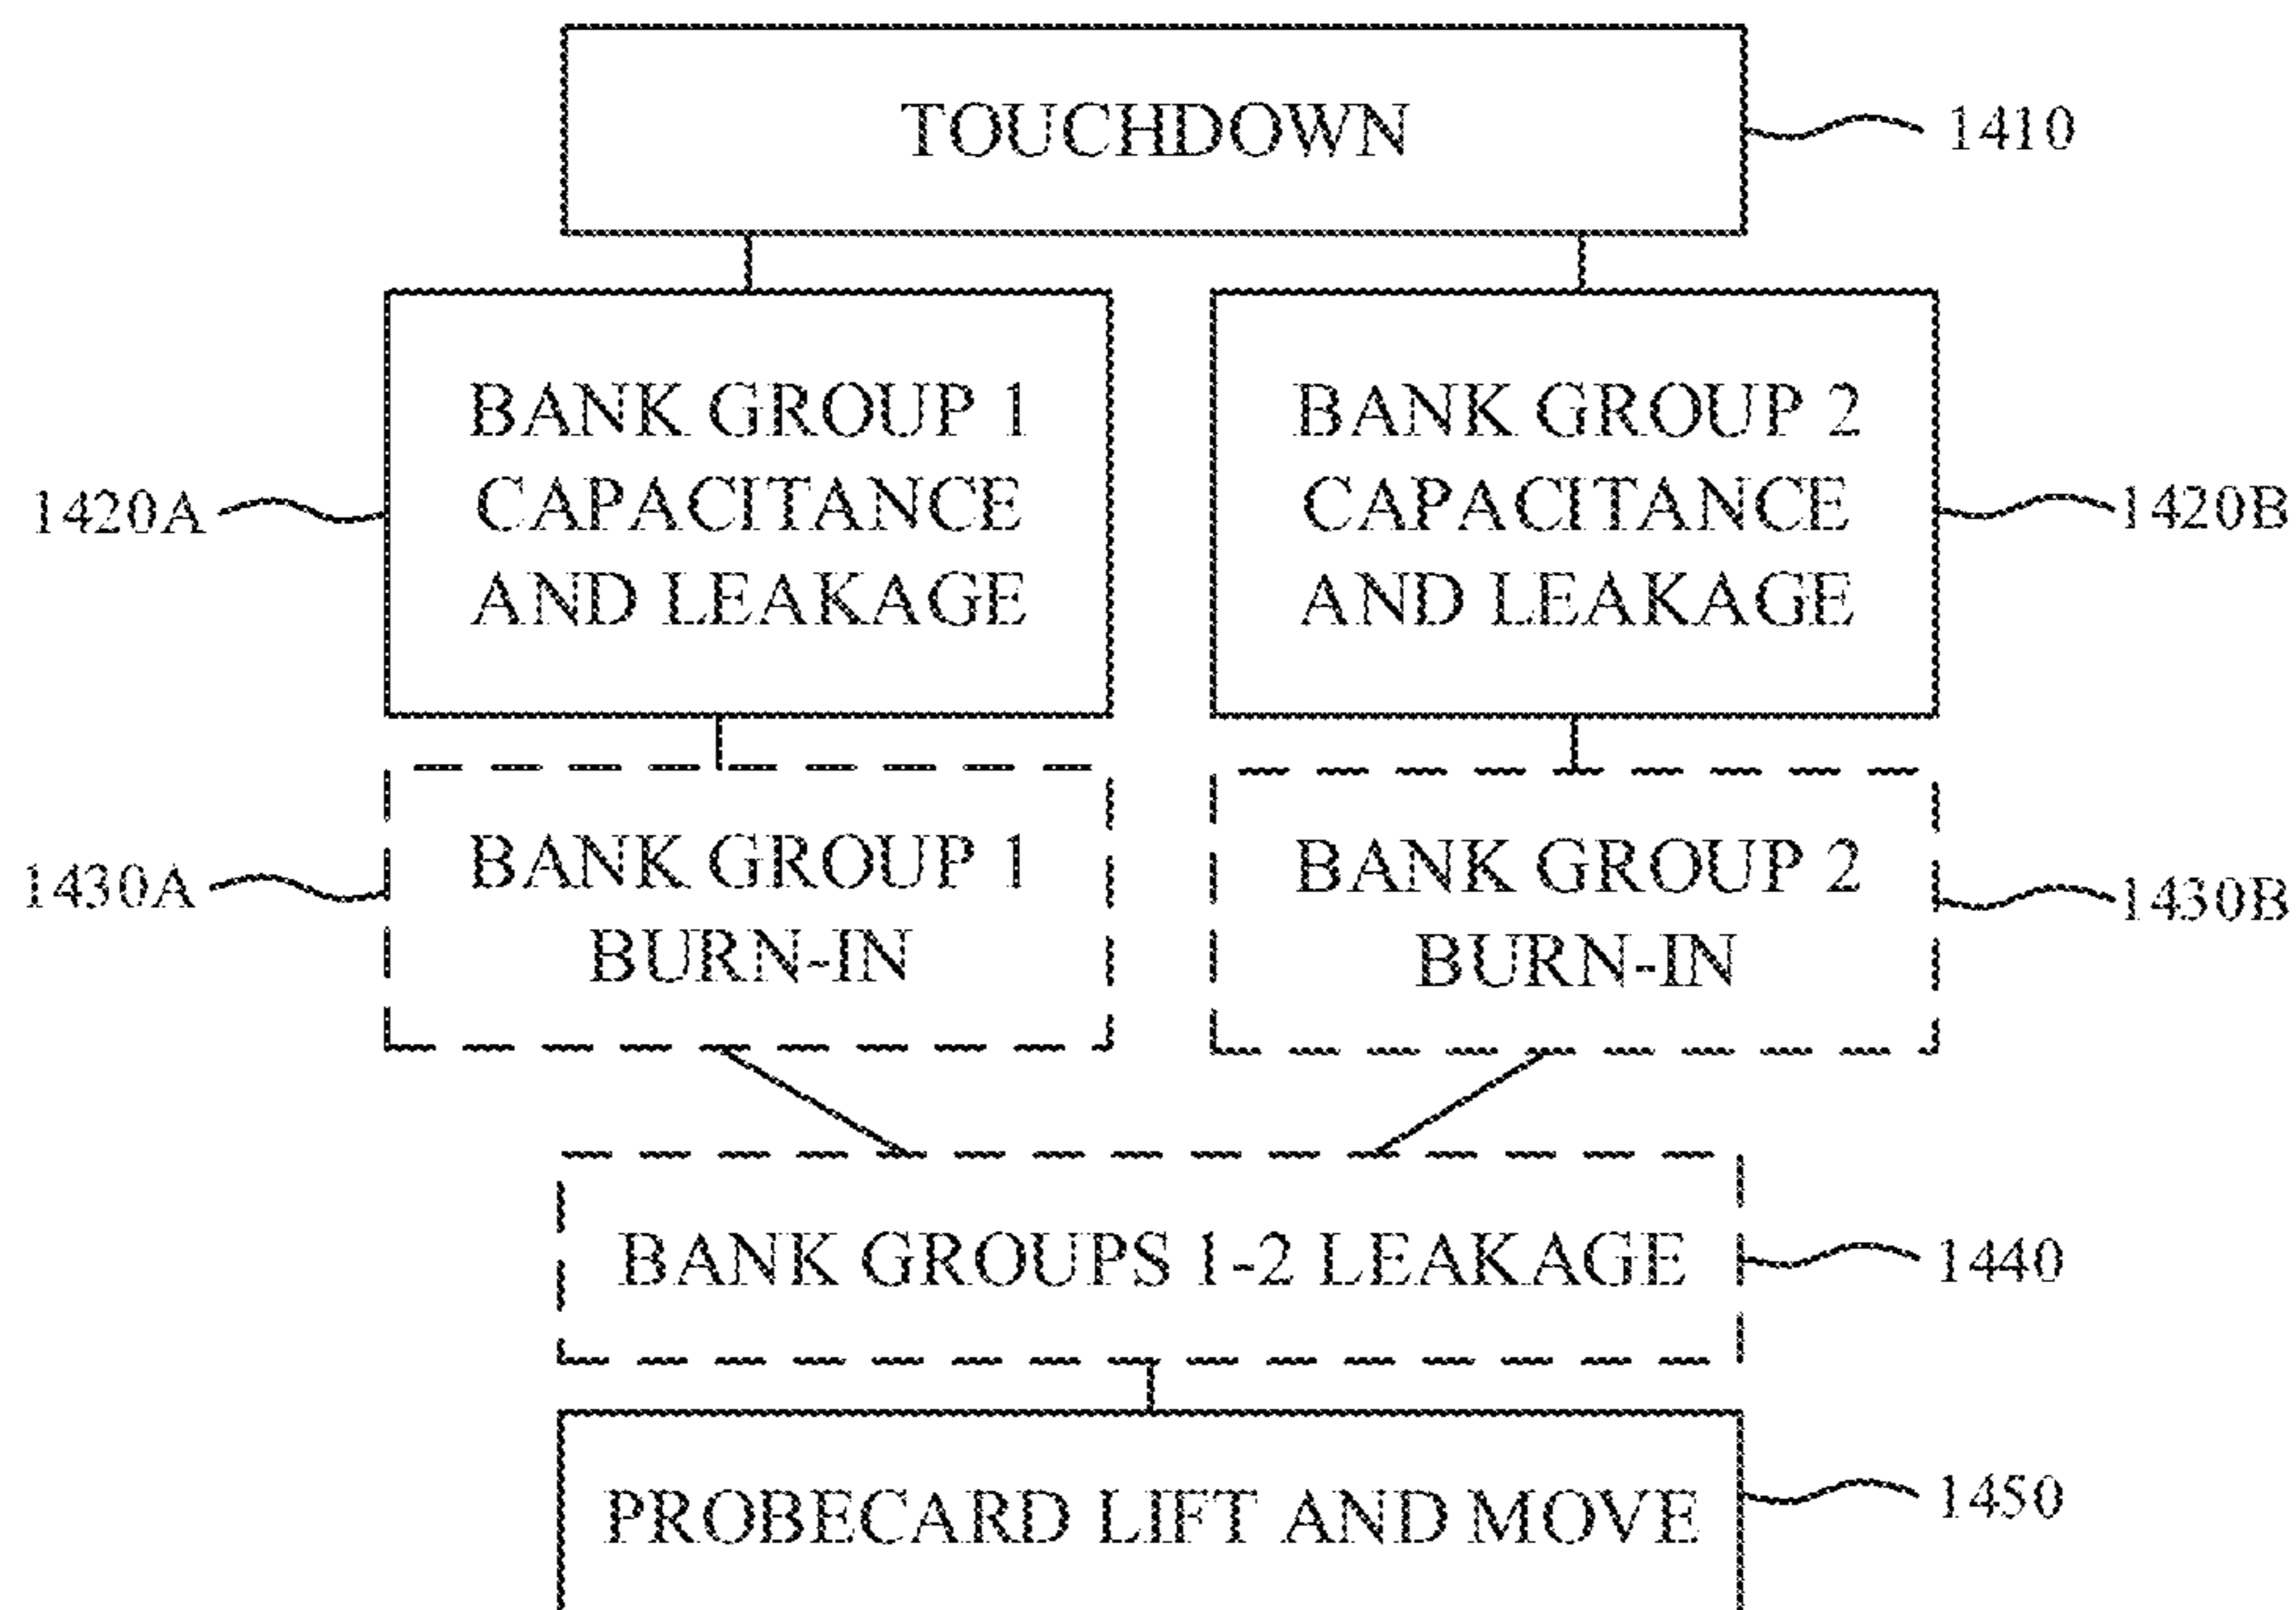 TOUCHDOWN
1410
BANK GROUP 1
CAPACITANCE
AND LEAKAGE
1420A
BANK GROUP 2
CAPACITANCE
AND LEAKAGE
1420B
BANK GROUP 1
BURN-IN
1430A
BANK GROUP 2
BURN-IN
1430B
BANK GROUPS 1-2 LEAKAGE
1440
PROBECARD LIFT AND MOVE
1450